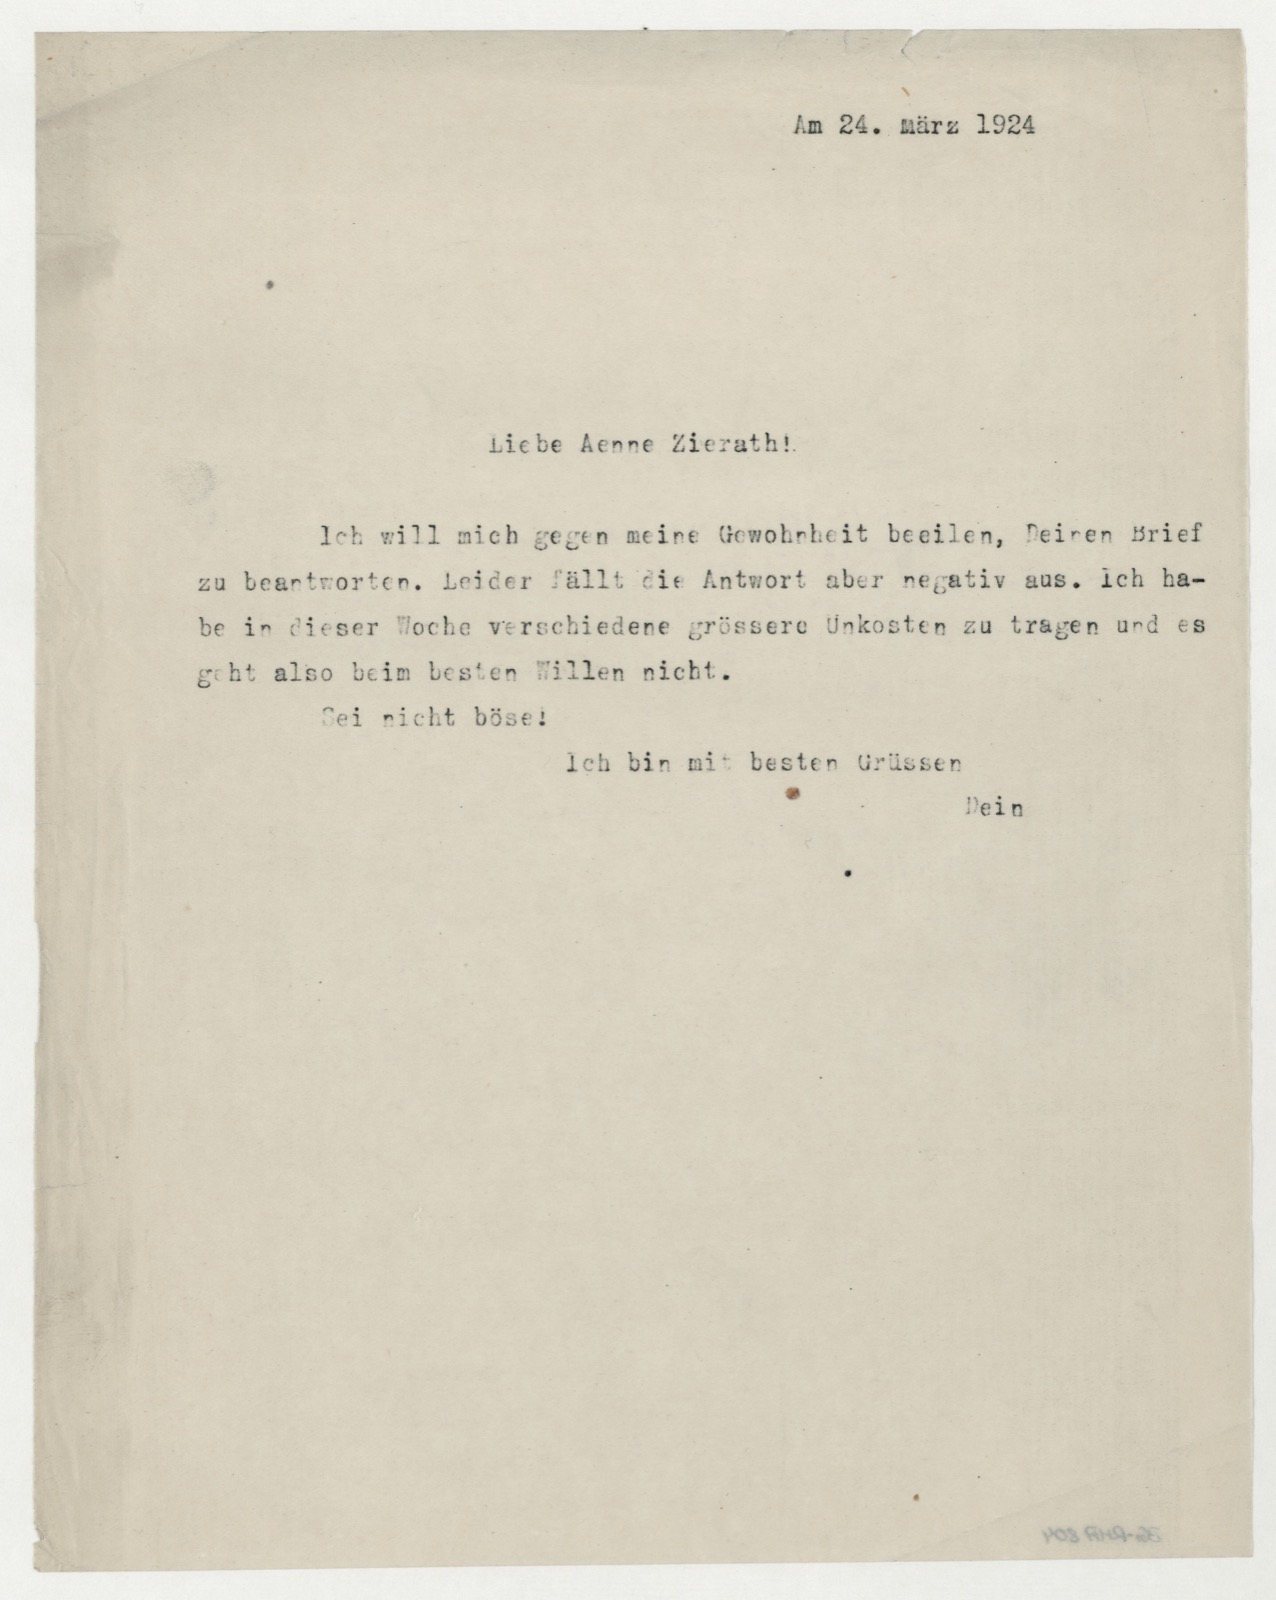 Am 24. märz 1924
Liebe Aenne Zierath!
Ich will mich gegen meine Gewohnheit beeilen, Deinen Brief
zu beantworten. Leider fällt die Antwort aber negativ aus. Ich ha-
be in dieser Woche verschiedene grössere Unkosten zu tragen und es
geht also beim besten Willen nicht.
Sei nicht böse!
Ich bin mit besten Grüssen
Dein